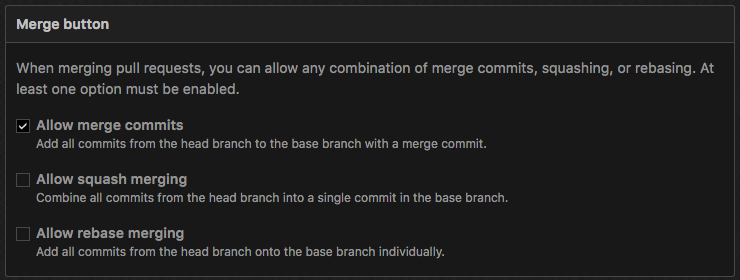 Merge button
When merging pull requests, you can allow any combination of merge commits, squashing, or rebasing. At
least one option must be enabled.
Allow merge commits
Add all commits from the head branch to the base branch with a merge commit.
Allow squash merging
Combine all commits from the head branch into a single commit in the base branch.
Allow rebase merging
Add all commits from the head branch onto the base branch individually.